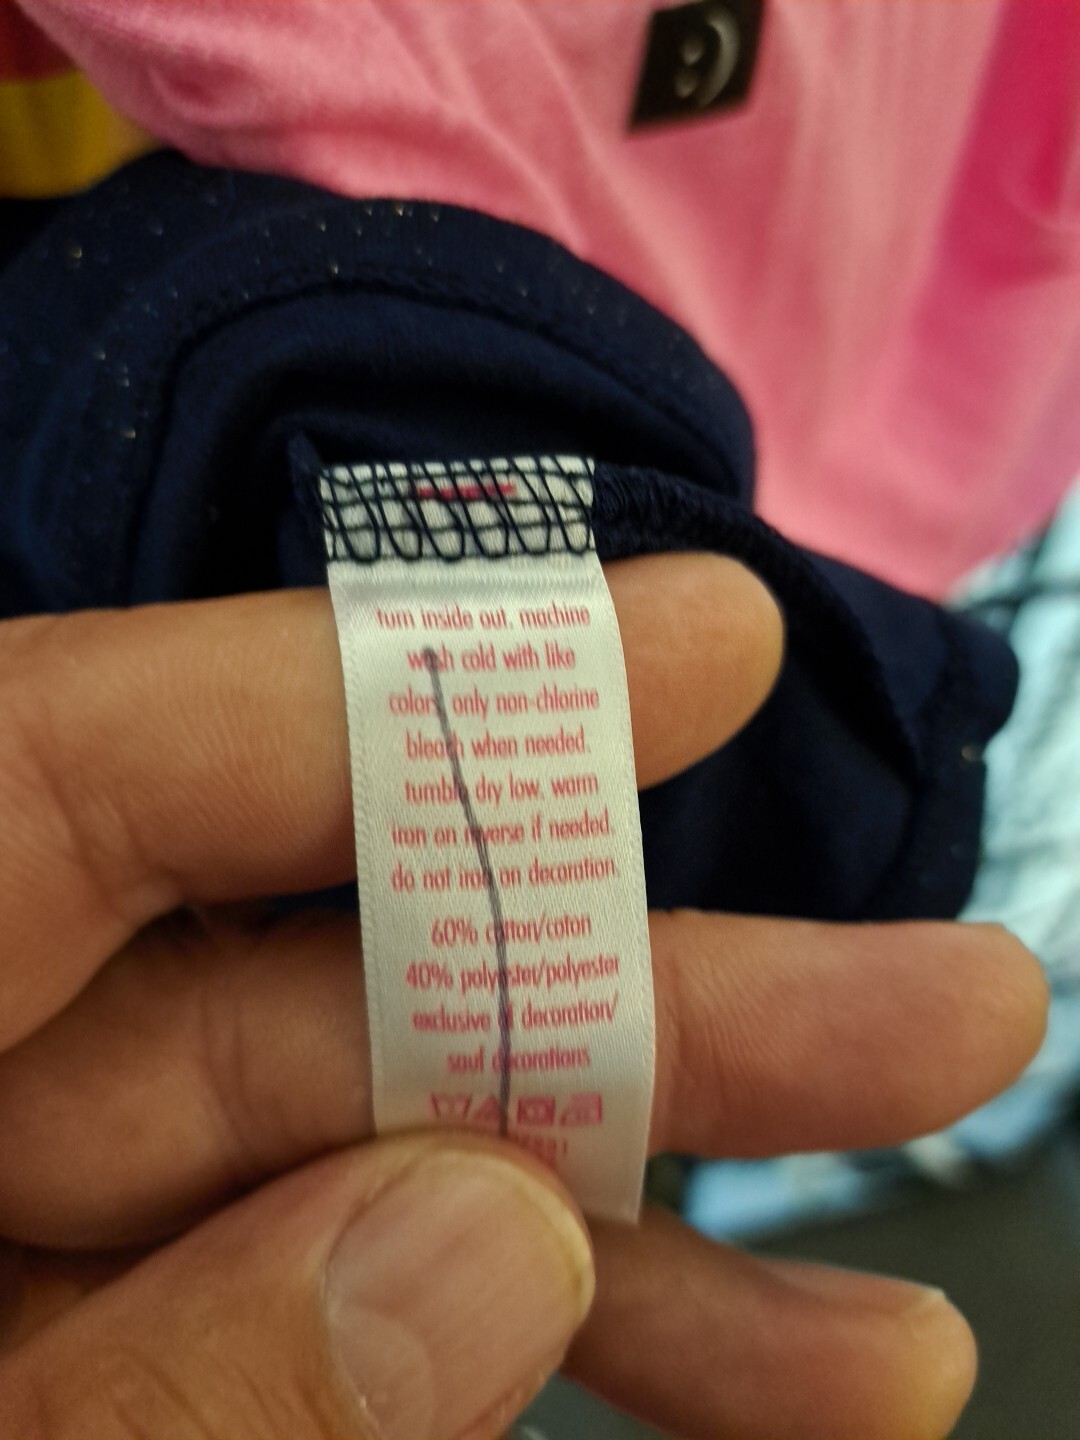 turn inside out. machine
wash cold with like
colors. only non-chlorine
bleach when needed.
tumble dry low. warm
iron on reverse if needed.
do not iron on decoration.
60% cotton/coton
40% polyester/polyester
exclusive of decoration/
sauf decorations